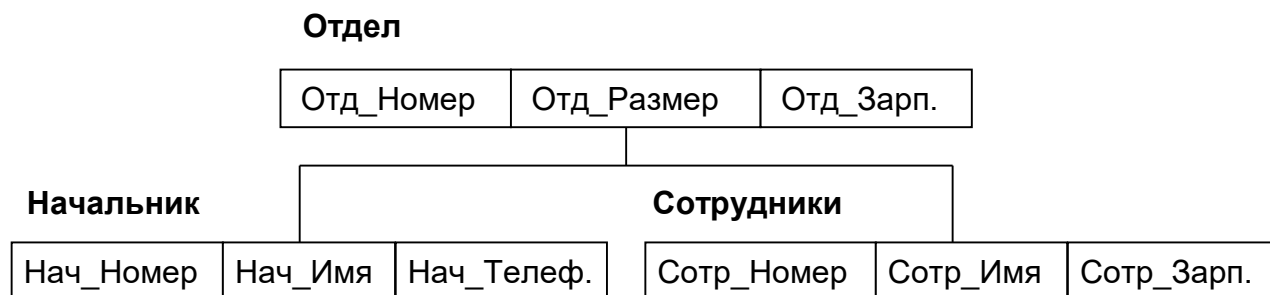 Отдел
Отд_Номер Отд_Размер Отд_Зарп.
Начальник Сотрудники
Нач_Номер Нач_Имя Нач_Телеф. Сотр_Номер Сотр_Имя Сотр_Зарп.